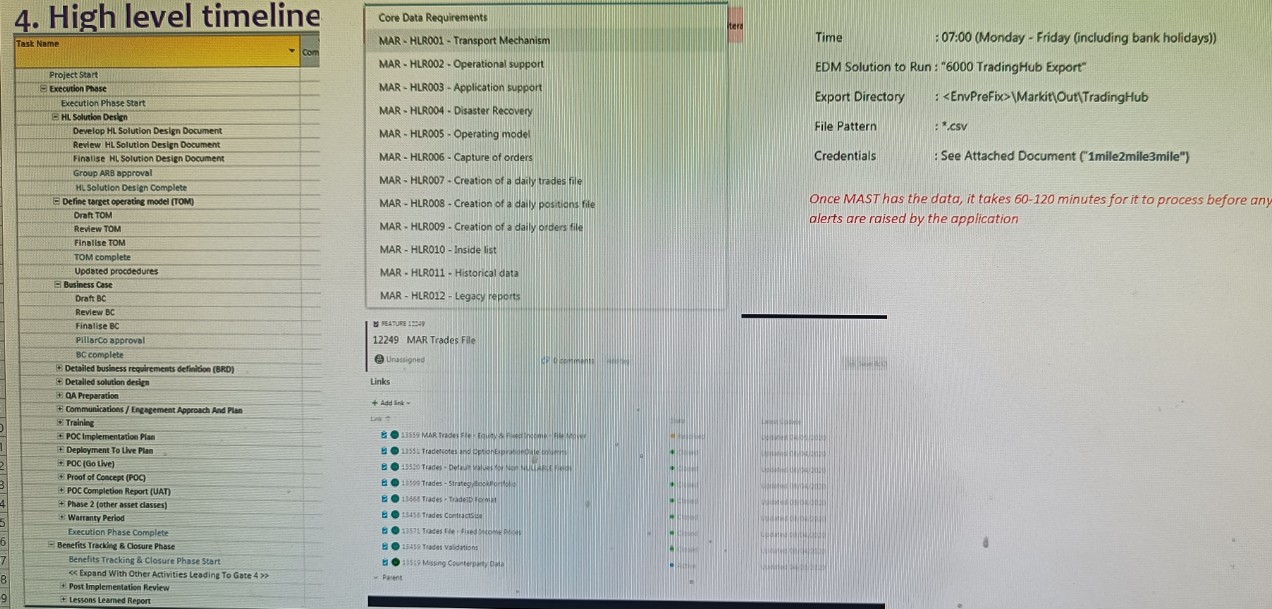 4. High level timeline
Task Name
Com
Project Start
Execution Phase
Execution Phase Start
HL Solution Design
Develop HL Solution Design Document
Review HL Solution Design Document
Finalise HL Solution Design Document
Group ARB approval
HL Solution Design Complete
Define target operating model (TOM)
Draft TOM
Review TOM
Finalise TOM
TOM complete
Updated procdedures
Business Case
Draft BC
Review BC
Finalise BC
PillarCo approval
BC complete
Detailed business requirements definition (BRD)
Detailed solution design
QA Preparation
Communications / Engagement Approach And Plan
Training
POC Implementation Plan
Deployment To Live Plan
POC (Go Live)
Proof of Concept (POC)
POC Completion Report (UAT)
Phase 2 (other asset classes)
Warranty Period
Execution Phase Complete
Benefits Tracking & Closure Phase
Benefits Tracking & Closure Phase Start
<< Expand With Other Activities Leading To Gate 4 >>
Post Implementation Review
Lessons Learned Report
Core Data Requirements
MAR - HLR001 - Transport Mechanism
MAR - HLR002 - Operational support
MAR - HLR003 - Application support
MAR - HLR004 - Disaster Recovery
MAR - HLR005 - Operating model
MAR - HLR006 - Capture of orders
MAR - HLR007 - Creation of a daily trades file
MAR - HLR008 - Creation of a daily positions file
MAR - HLR009 - Creation of a daily orders file
MAR - HLR010 - Inside list
MAR - HLR011 - Historical data
MAR - HLR012 - Legacy reports
FEATURE 12249
12249 MAR Trades File
Unassigned
0 comments
Links
+ Add link
Link
State
13559 MAR Trades File - Equity & Fixed Income - File Mover
TradeNotes and OptionExpirationDate columns
13520 Trades - Default Values for Non NULLABLE Fields
Trades - StrategyBookPortfolio
Trades - TradeID Format
Trades ContractSize
13571 Trades File - Fixed Income Prices
Trades Validations
Missing Counterparty Data
Parent
Time : 07:00 (Monday - Friday (including bank holidays))
EDM Solution to Run : "6000 TradingHub Export"
Export Directory : <EnvPreFix>\Markit\Out\TradingHub
File Pattern : *.csv
Credentials : See Attached Document ("1mile2mile3mile")
Once MAST has the data, it takes 60-120 minutes for it to process before any
alerts are raised by the application